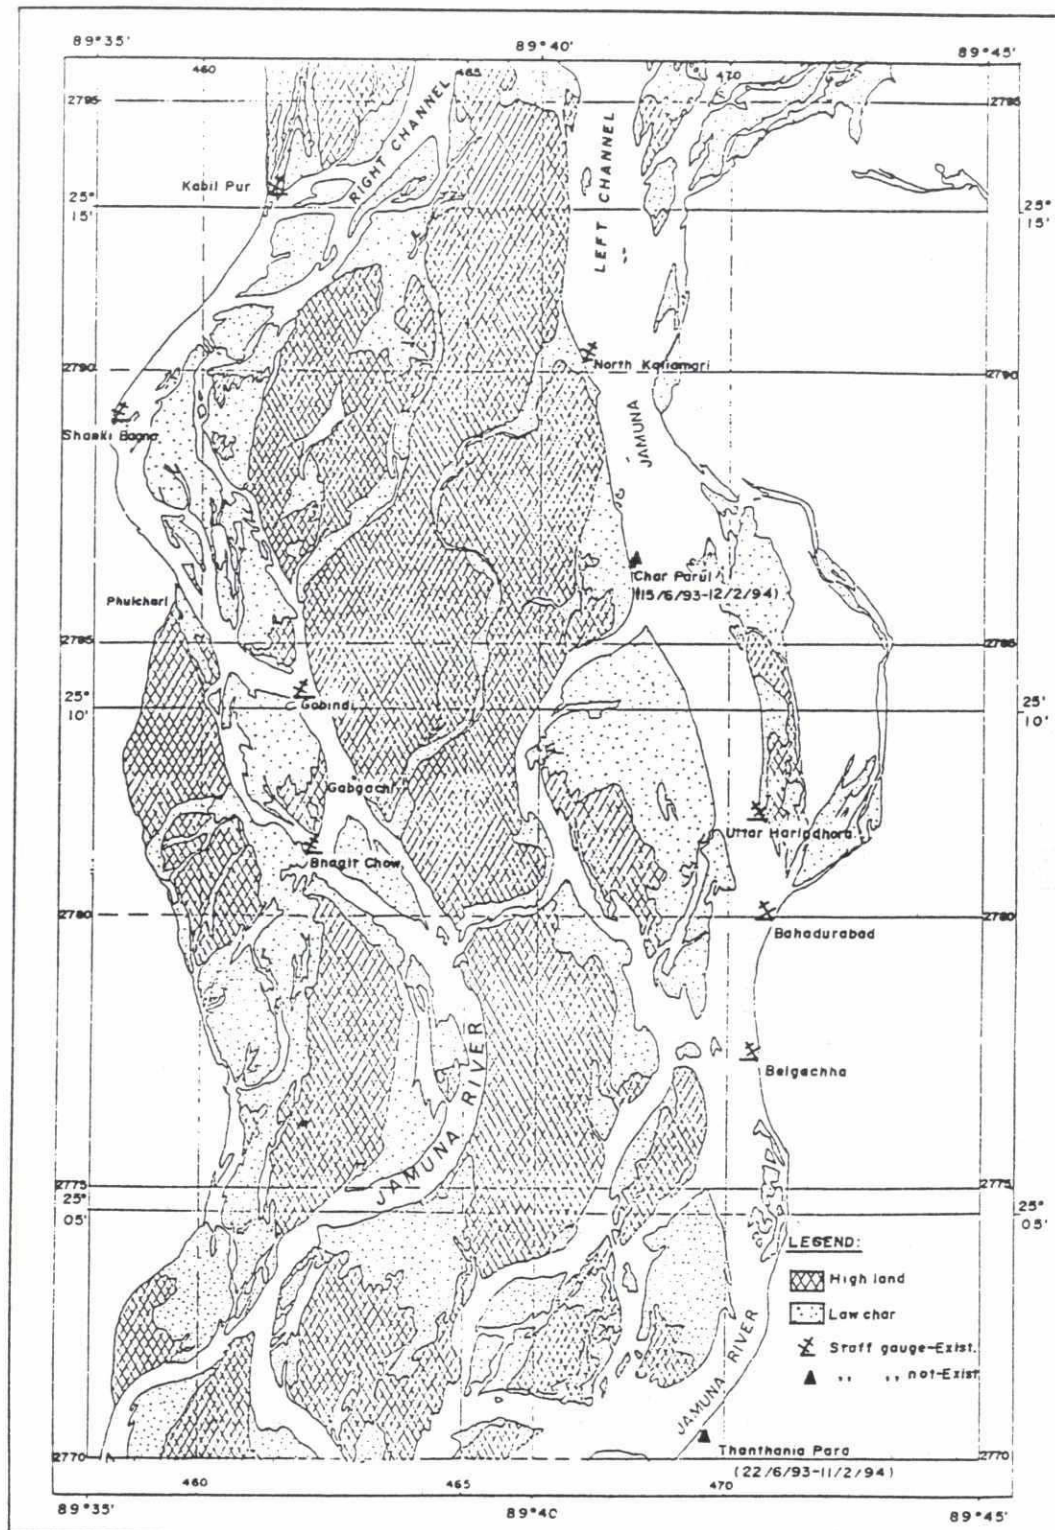 89°35'
89°40'
89°45'
460
465
470
2795
2795
RIGHT CHANNEL
LEFT CHANNEL
Kabil Pur
25°
15'
25°
15'
North Kaliamari
2790
2790
JAMUNA
Char Parul
(15/6/93-12/2/94)
Phulchari
2785
2785
25°
10'
25°
10'
Gobindi
Gabgachi
Uttar Harindhora
Bhagir Chow
2780
2780
Bahadurabad
Belgachha
JAMUNA RIVER
2775
2775
25°
05'
25°
05'
LEGEND:
High land
Law char
Staff gauge-Exist.
,, ,, not-Exist
JAMUNA RIVER
Thanthania Para
(22/6/93-11/2/94)
2770
2770
460
465
470
89°35'
89°40'
89°45'